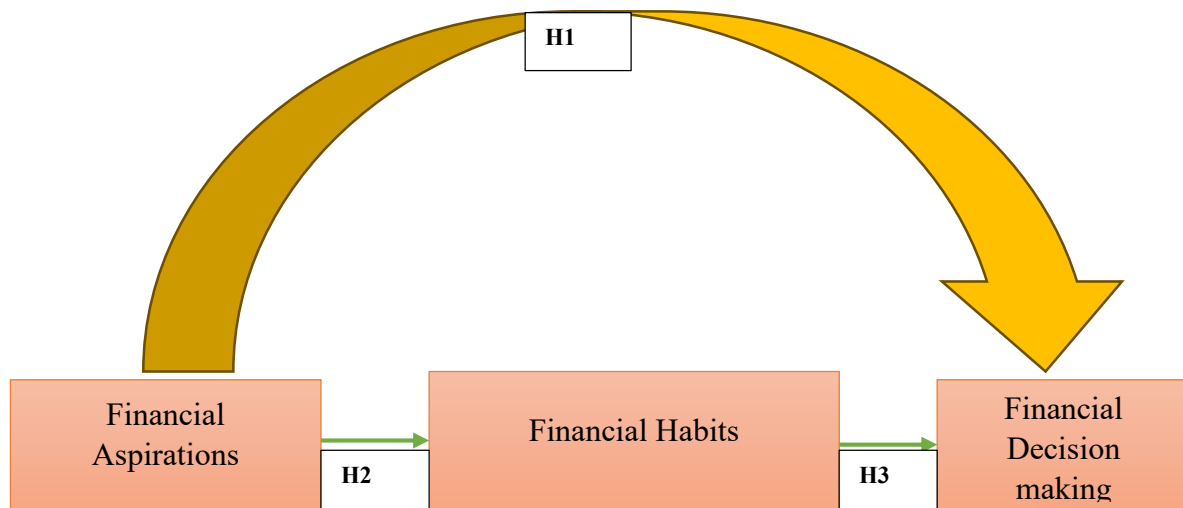 H1
Financial
Aspirations
H2
Financial Habits
H3
Financial
Decision
making